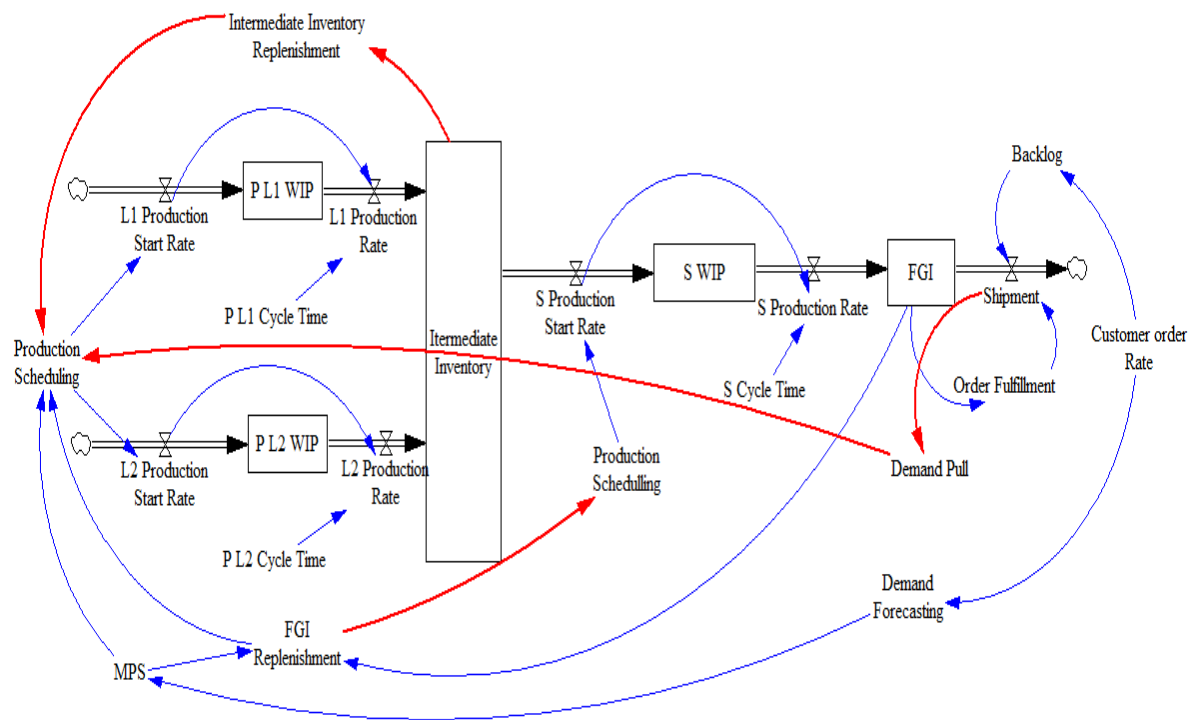 Intermediate Inventory
Replenishment
Backlog
P L1 WIP
L1 Production
Start Rate
L1 Production
Rate
S WIP
FGI
P L1 Cycle Time
S Production
Start Rate
S Production Rate
Shipment
Customer order
Rate
Production
Scheduling
Itermediate
Inventory
S Cycle Time
Order Fulfillment
P L2 WIP
L2 Production
Start Rate
L2 Production
Rate
Production
Schedulling
Demand Pull
P L2 Cycle Time
Demand
Forecasting
FGI
Replenishment
MPS